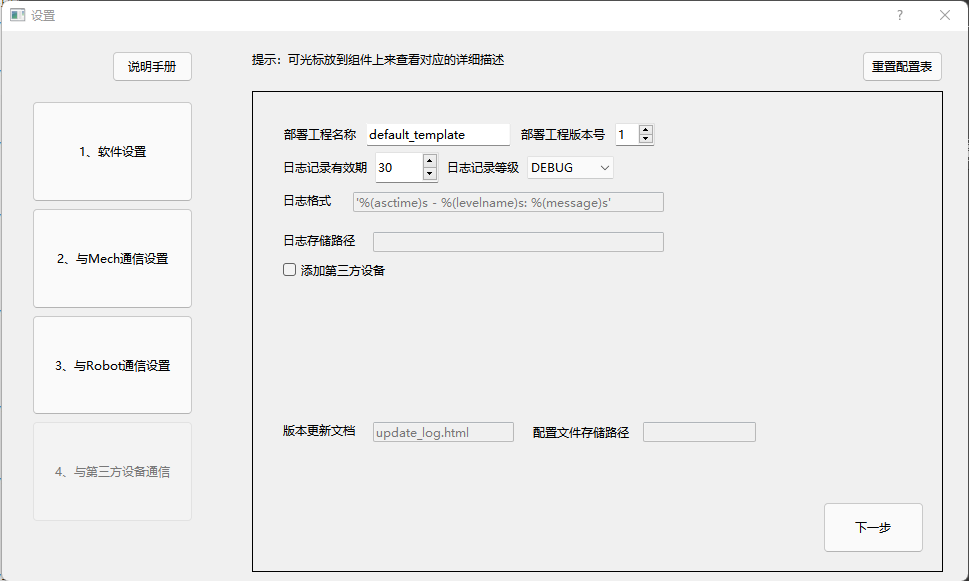 设置
?
说明手册
提示：可光标放到组件上来查看对应的详细描述
重置配置表
1、软件设置
2、与Mech通信设置
3、与Robot通信设置
4、与第三方设备通信
部署工程名称 default_template 部署工程版本号 1
日志记录有效期 30 日志记录等级 DEBUG
日志格式 '%(asctime)s - %(levelname)s: %(message)s'
日志存储路径
添加第三方设备
版本更新文档 update_log.html 配置文件存储路径
下一步